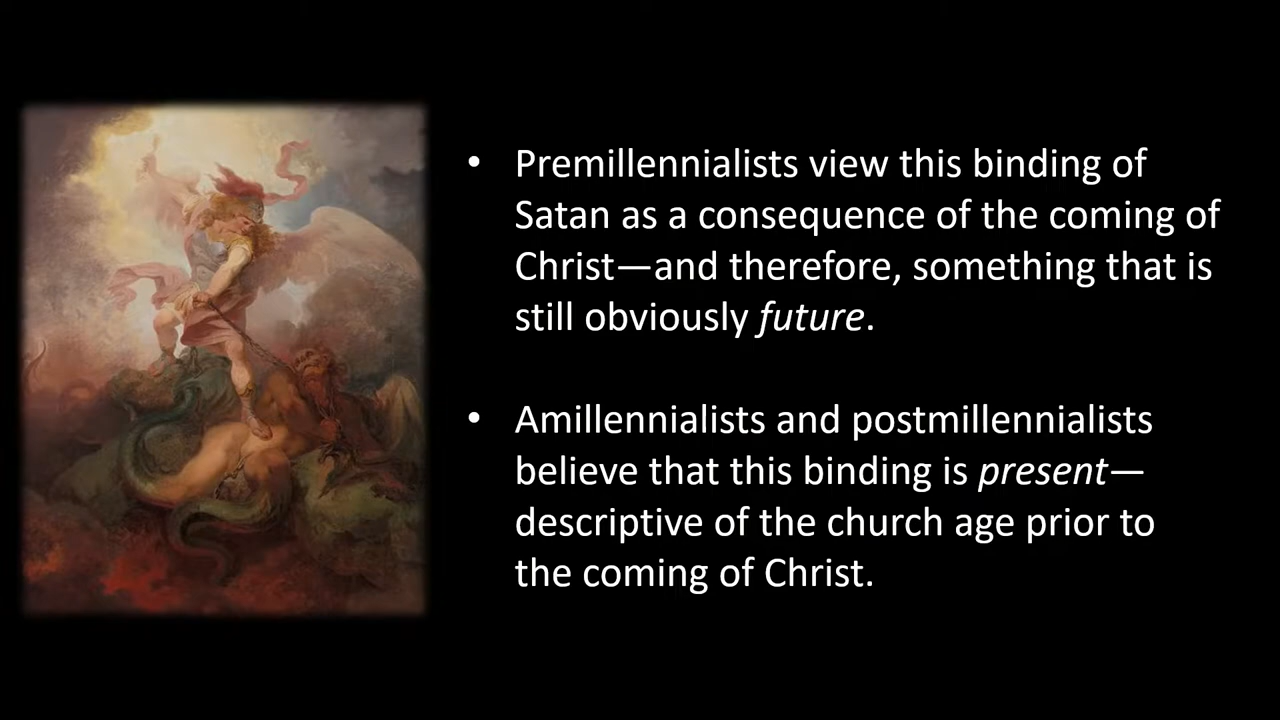 • Premillennialists view this binding of
Satan as a consequence of the coming of
Christ—and therefore, something that is
still obviously future.
• Amillennialists and postmillennialists
believe that this binding is present—
descriptive of the church age prior to
the coming of Christ.